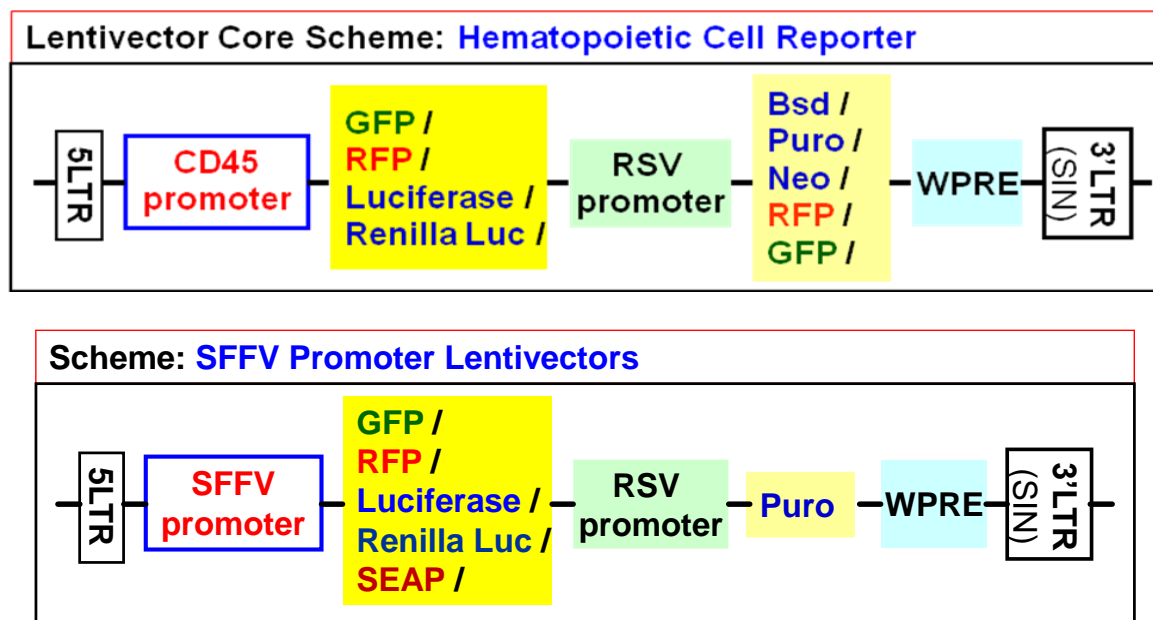 Lentivector Core Scheme: Hematopoietic Cell Reporter
5LTR
CD45
promoter
GFP /
RFP /
Luciferase /
Renilla Luc /
RSV
promoter
Bsd /
Puro /
Neo /
RFP /
GFP /
WPRE
3'LTR
(SIN)
Scheme: SFFV Promoter Lentivectors
5LTR
SFFV
promoter
GFP /
RFP /
Luciferase /
Renilla Luc /
SEAP /
RSV
promoter
Puro
WPRE
3'LTR
(SIN)